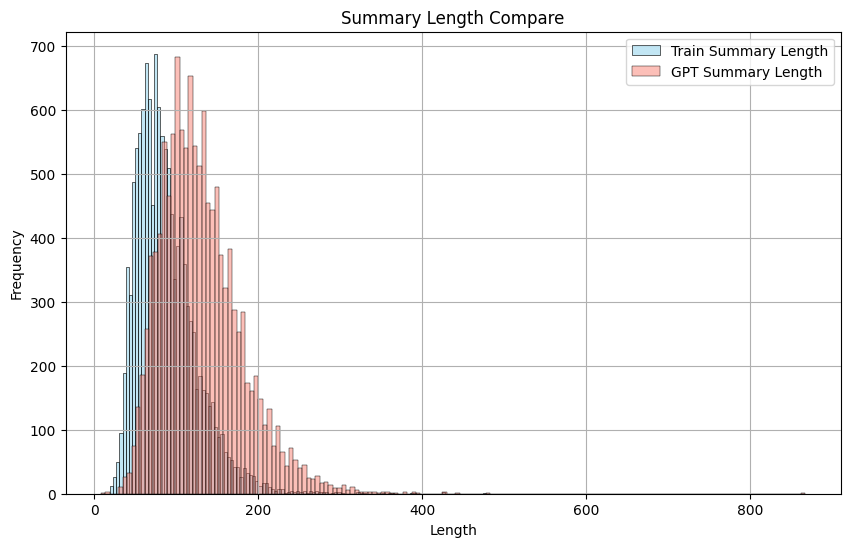 Summary Length Compare
Train Summary Length
GPT Summary Length
Frequency
700
600
500
400
300
200
100
0
0 200 400 600 800
Length